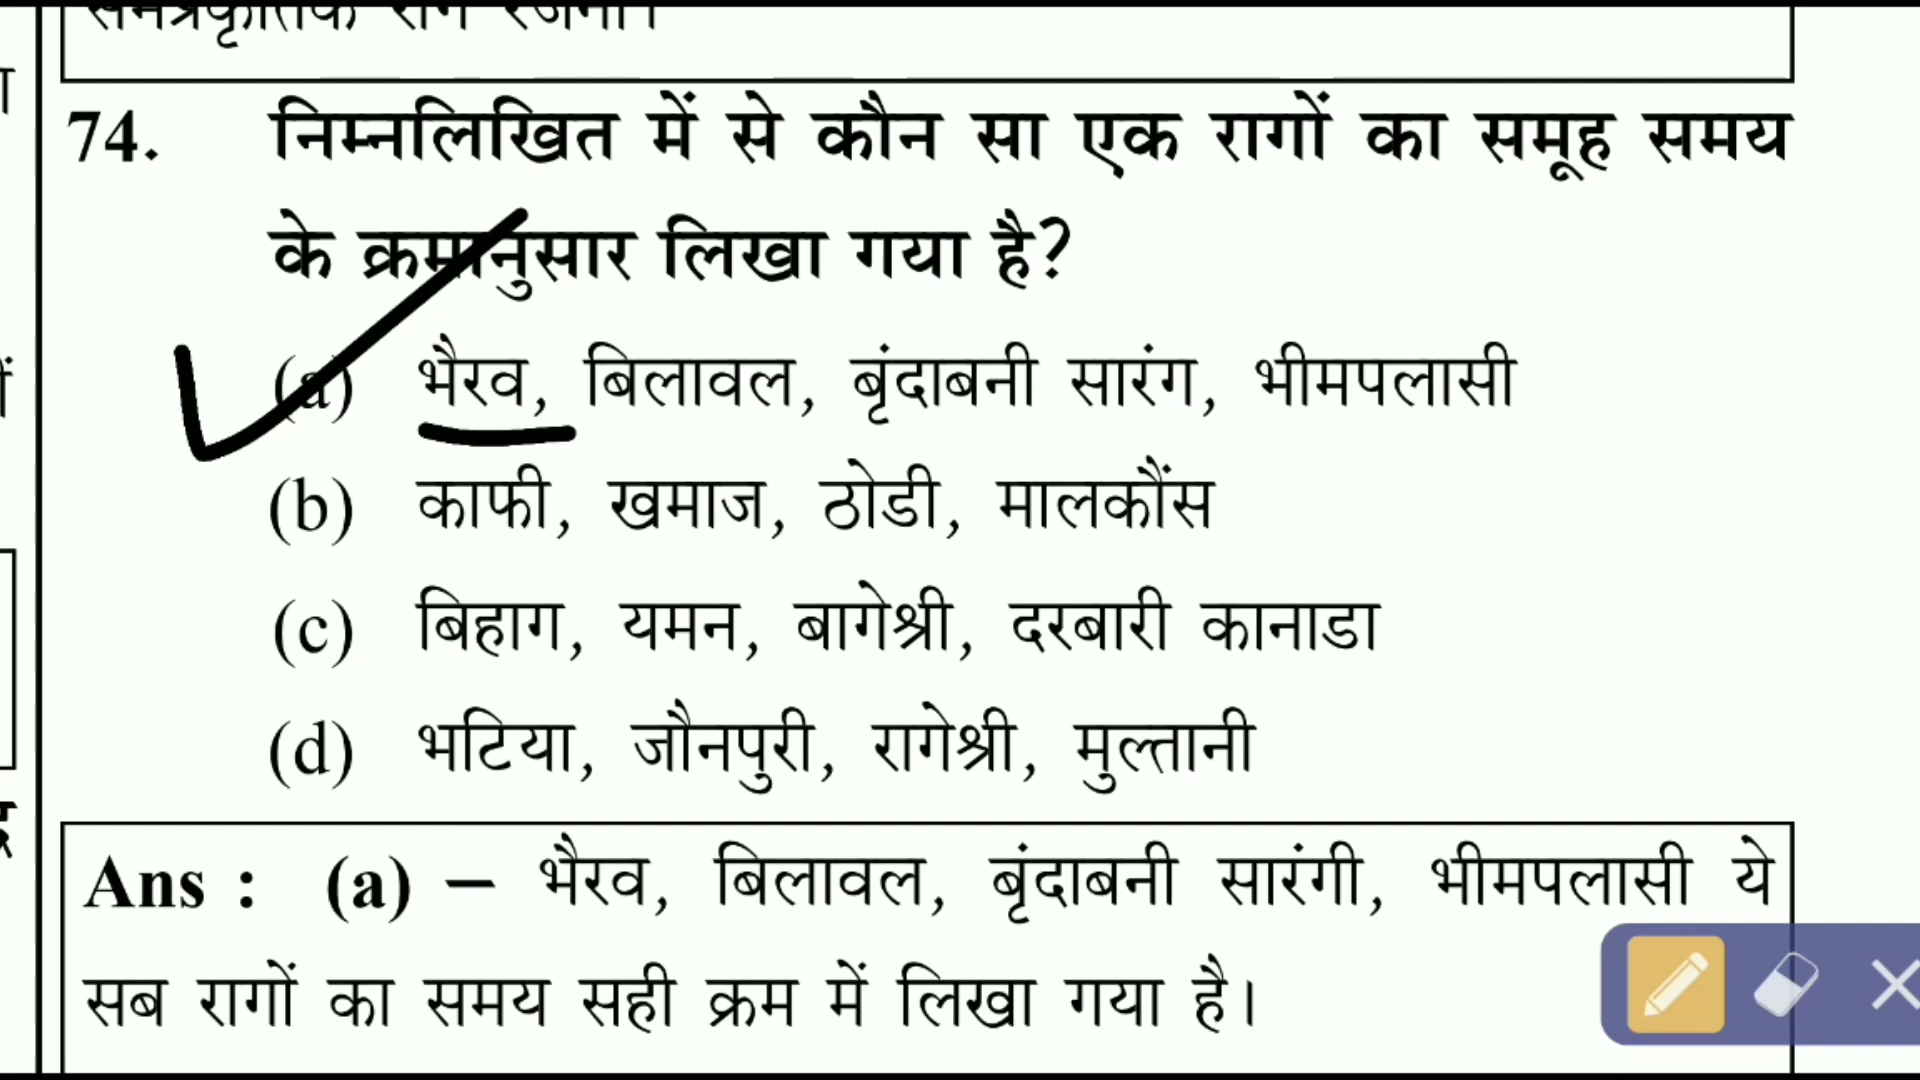 74. निम्नलिखित में से कौन सा एक रागों का समूह समय
के क्रमानुसार लिखा गया है?
(a) भैरव, बिलावल, बृंदाबनी सारंग, भीमपलासी
(b) काफी, खमाज, ठोडी, मालकौंस
(c) बिहाग, यमन, बागेश्री, दरबारी कानाडा
(d) भटिया, जौनपुरी, रागेश्री, मुल्तानी
Ans : (a) – भैरव, बिलावल, बृंदाबनी सारंगी, भीमपलासी ये
सब रागों का समय सही क्रम में लिखा गया है।